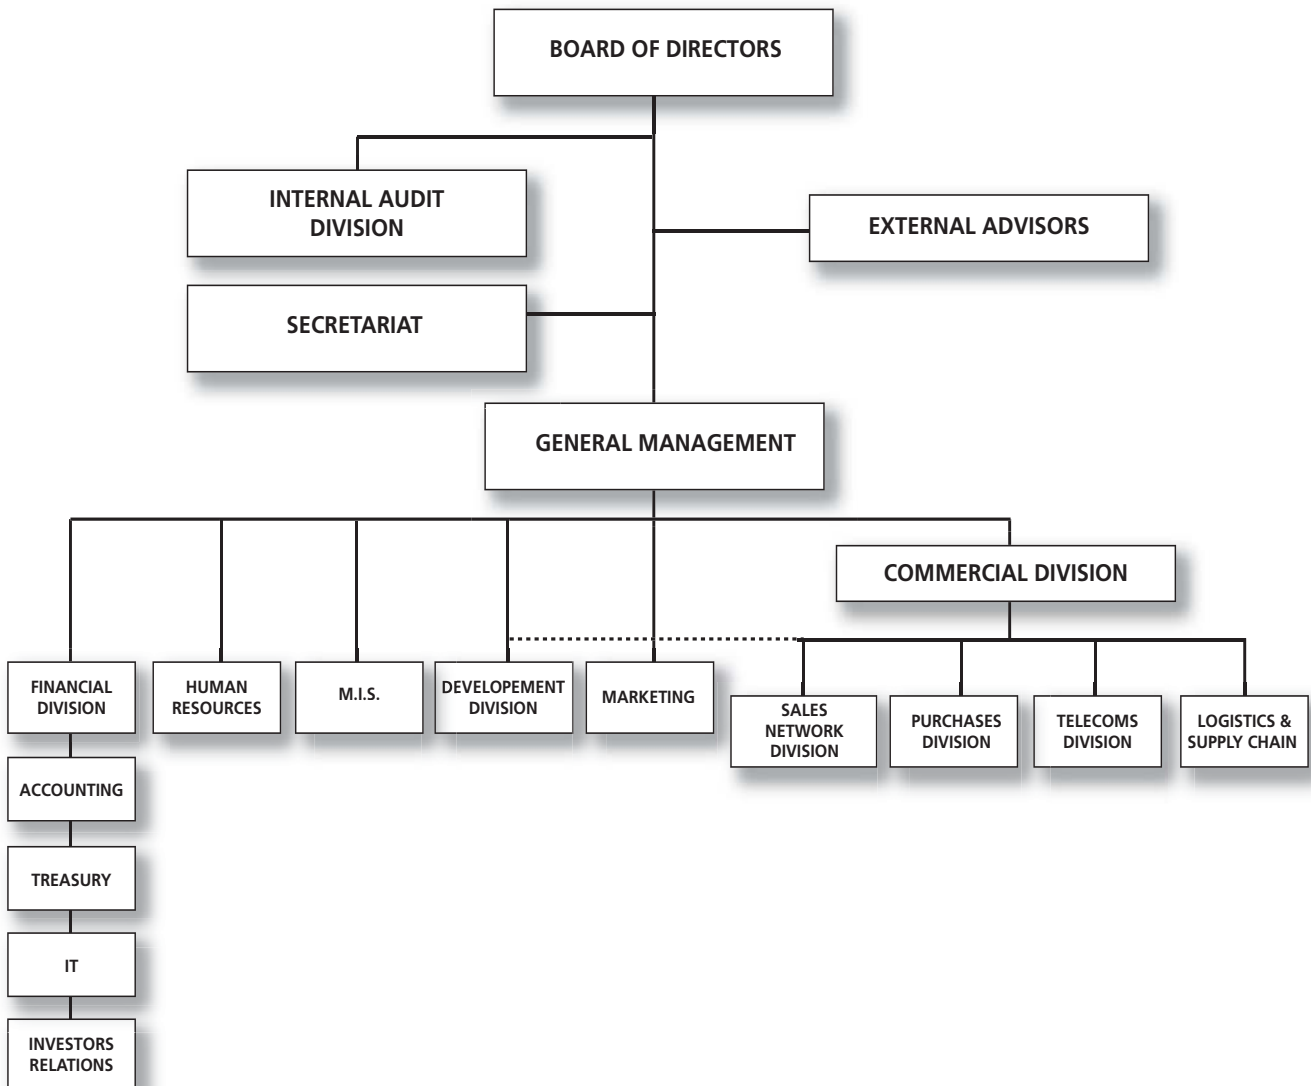 BOARD OF DIRECTORS
INTERNAL AUDIT
DIVISION
EXTERNAL ADVISORS
SECRETARIAT
GENERAL MANAGEMENT
COMMERCIAL DIVISION
FINANCIAL
DIVISION
HUMAN
RESOURCES
M.I.S.
DEVELOPEMENT
DIVISION
MARKETING
SALES
NETWORK
DIVISION
PURCHASES
DIVISION
TELECOMS
DIVISION
LOGISTICS &
SUPPLY CHAIN
ACCOUNTING
TREASURY
IT
INVESTORS
RELATIONS